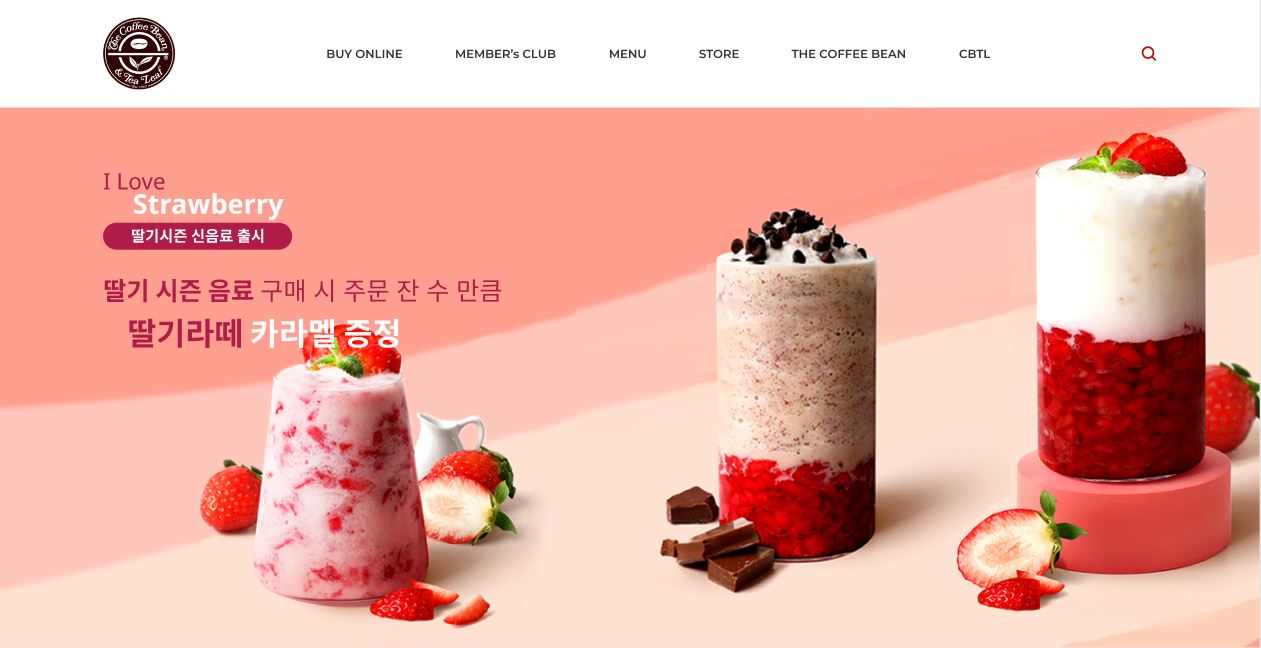 The Coffee Bean
& Tea Leaf
BUY ONLINE
MEMBER's CLUB
MENU
STORE
THE COFFEE BEAN
CBTL
I Love
Strawberry
딸기시즌 신음료 출시
딸기 시즌 음료 구매 시 주문 잔 수 만큼
딸기라떼 카라멜 증정